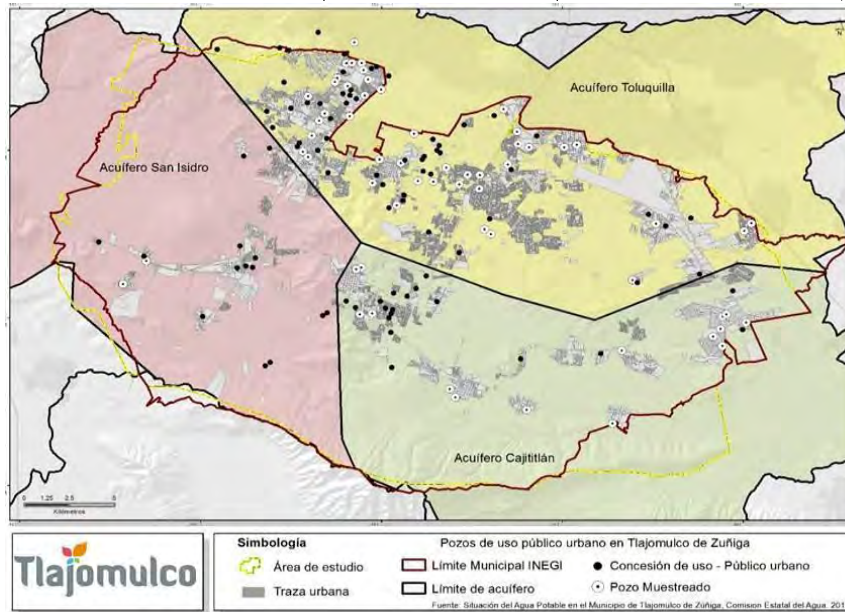 Acuífero Toluquilla
Acuífero San Isidro
Acuífero Cajititlán
0 1.25 2.5 5
Kilómetros
Tlajomulco
Simbología
Área de estudio
Traza urbana
Pozos de uso público urbano en Tlajomulco de Zuñiga
Límite Municipal INEGI
Límite de acuífero
Concesión de uso - Público urbano
Pozo Muestreado
Fuente: Situación del Agua Potable en el Municipio de Tlajomulco de Zúñiga, Comision Estatal del Agua.